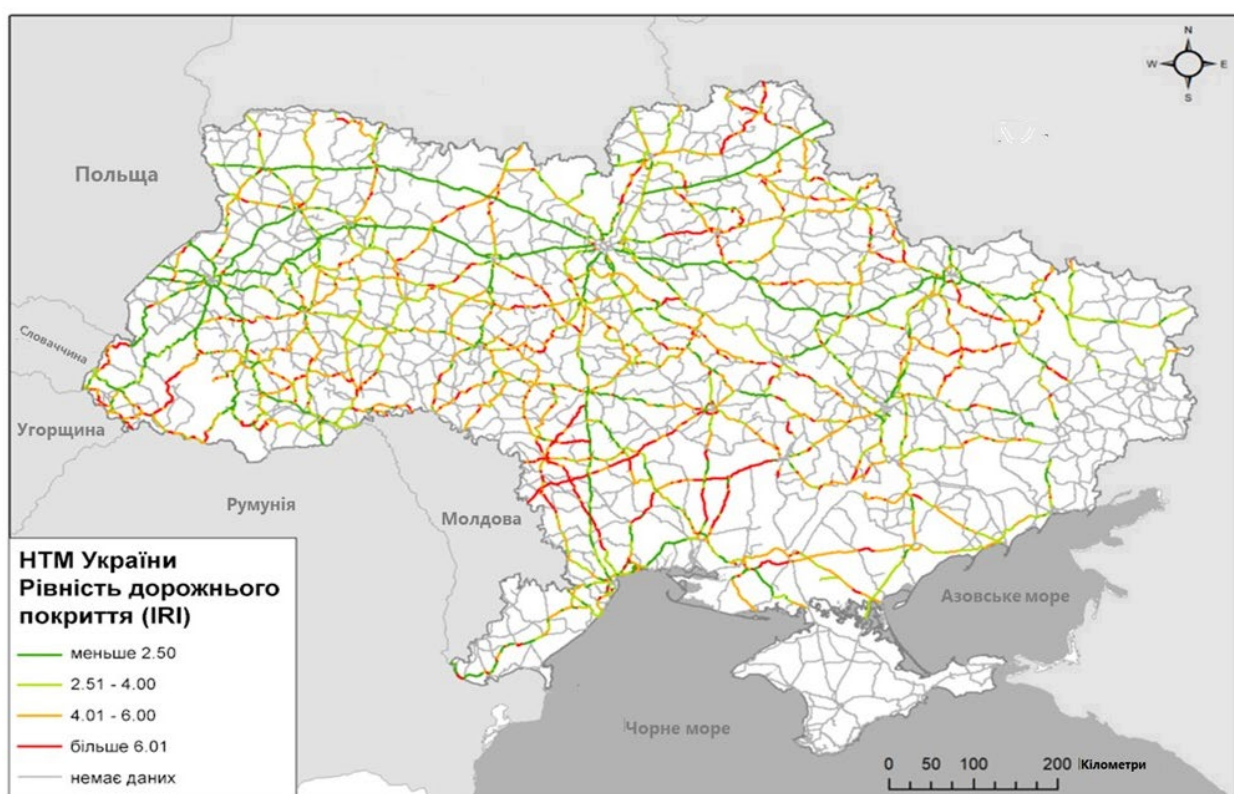 N
W E
S
Польща
Словаччина
Угорщина
Румунія
Молдова
Азовське море
Чорне море
НТМ України
Рівність дорожнього
покриття (IRI)
меньше 2.50
2.51 - 4.00
4.01 - 6.00
більше 6.01
немає даних
0 50 100 200 Кілометри